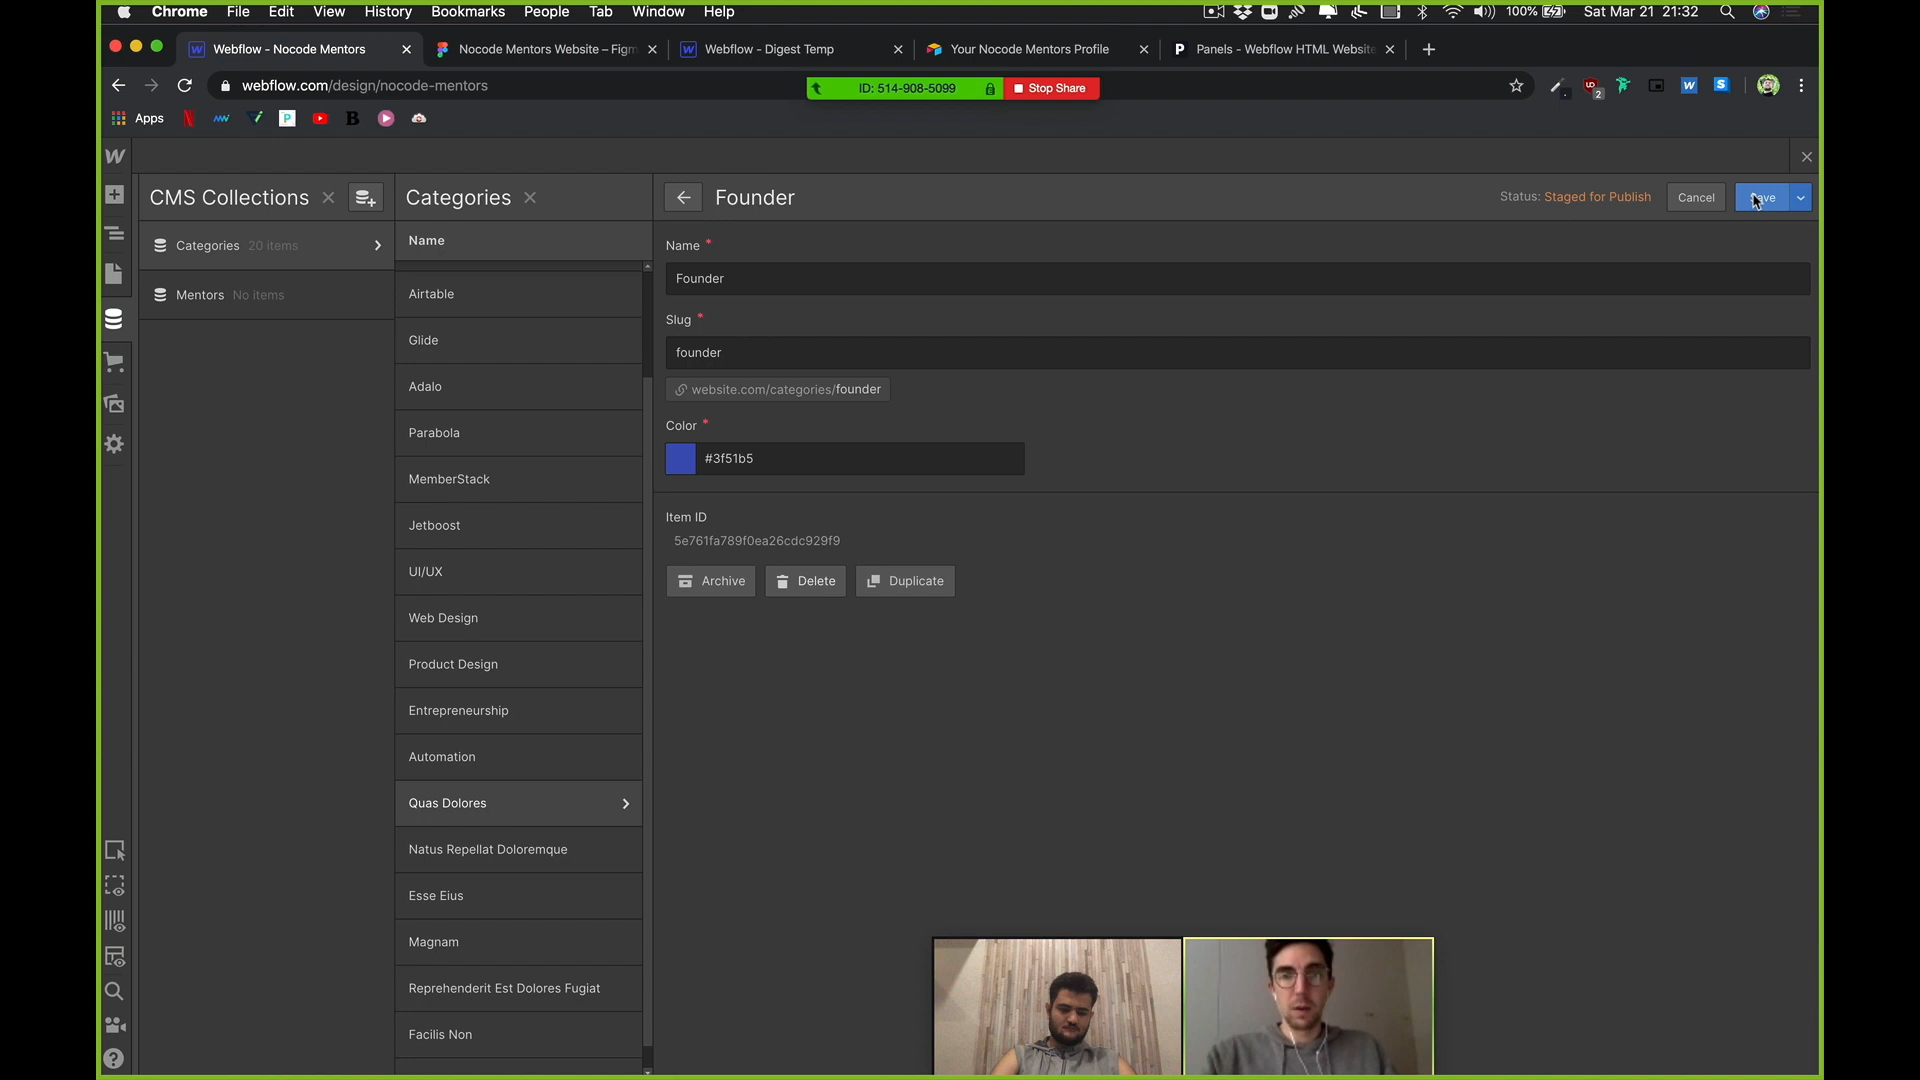 Chrome File Edit View History Bookmarks People Tab Window Help 100% Sat Mar 21 21:32
Webflow - Nocode Mentors Nocode Mentors Website – Figm Webflow - Digest Temp Your Nocode Mentors Profile Panels - Webflow HTML Website
webflow.com/design/nocode-mentors ID: 514-908-5099 Stop Share
Apps
CMS Collections Categories Founder Status: Staged for Publish Cancel
Categories 20 items
Mentors No items
Name
Airtable
Glide
Adalo
Parabola
MemberStack
Jetboost
UI/UX
Web Design
Product Design
Entrepreneurship
Automation
Quas Dolores
Natus Repellat Doloremque
Esse Eius
Magnam
Reprehenderit Est Dolores Fugiat
Facilis Non
Name *
Founder
Slug *
founder
website.com/categories/founder
Color *
#3f51b5
Item ID
5e761fa789f0ea26cdc929f9
Archive Delete Duplicate